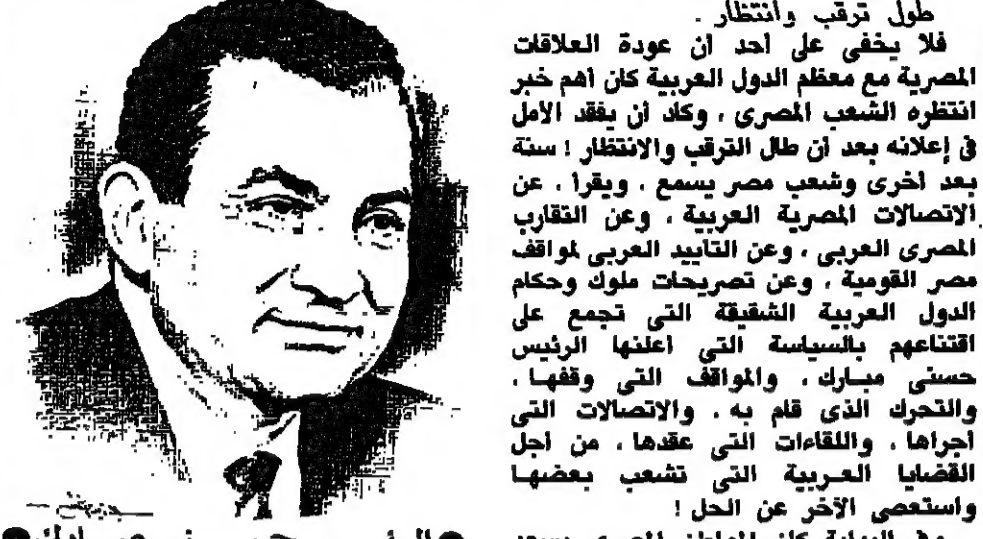 طول ترقب وانتظار .
فلا يخفى على أحد أن عودة العلاقات
المصرية مع معظم الدول العربية كان أهم خبر
انتظره الشعب المصرى ، وكاد أن يفقد الأمل
فى إعلانه بعد أن طال الترقب والانتظار ! سنة
بعد أخرى وشعب مصر يسمع ، ويقرأ ، عن
الاتصالات المصرية العربية ، وعن التقارب
المصرى العربى ، وعن التأييد العربى لمواقف
مصر القومية ، وعن تصريحات ملوك وحكام
الدول العربية الشقيقة التى تجمع على
اقتناعهم بالسياسة التى أعلنها الرئيس
حسنى مبارك ، والمواقف التى وقفها ،
والتحرك الذى قام به ، والاتصالات التى
أجراها ، واللقاءات التى عقدها ، من أجل
القضايا العربية التى تشعب بعضها
واستعصى الآخر عن الحل !